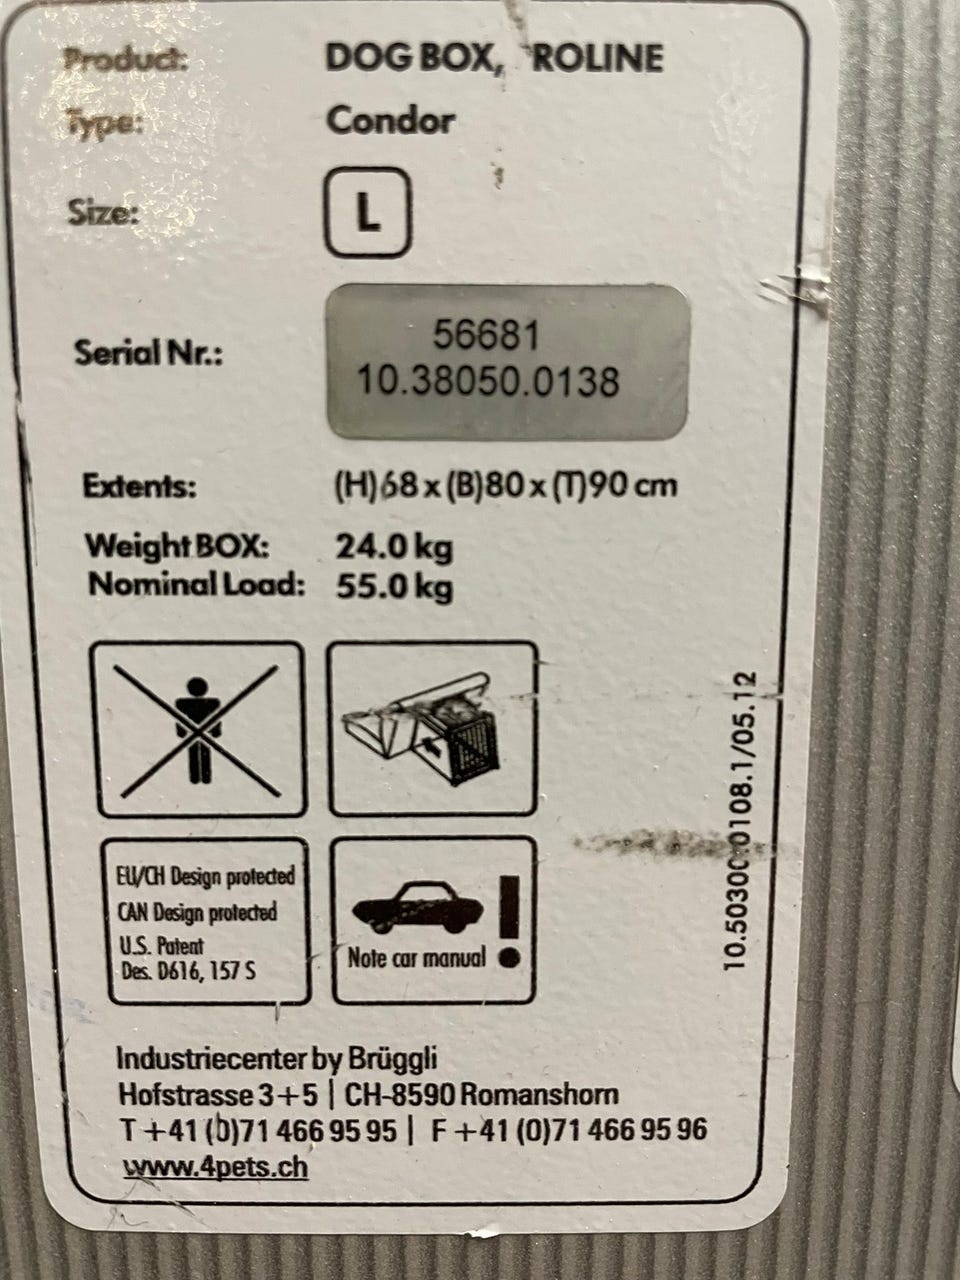 Product: DOG BOX, ROLINE
Type: Condor
Size: L
Serial Nr.: 56681
10.38050.0138
Extents: (H)68 x (B)80 x (T)90 cm
Weight BOX: 24.0 kg
Nominal Load: 55.0 kg
EU/CH Design protected
CAN Design protected
U.S. Patent
Des. D616, 157 S
Note car manual !
10.50300.0108.1/05.12
Industriecenter by Brüggli
Hofstrasse 3+5 | CH-8590 Romanshorn
T +41 (0)71 466 95 95 | F +41 (0)71 466 95 96
www.4pets.ch